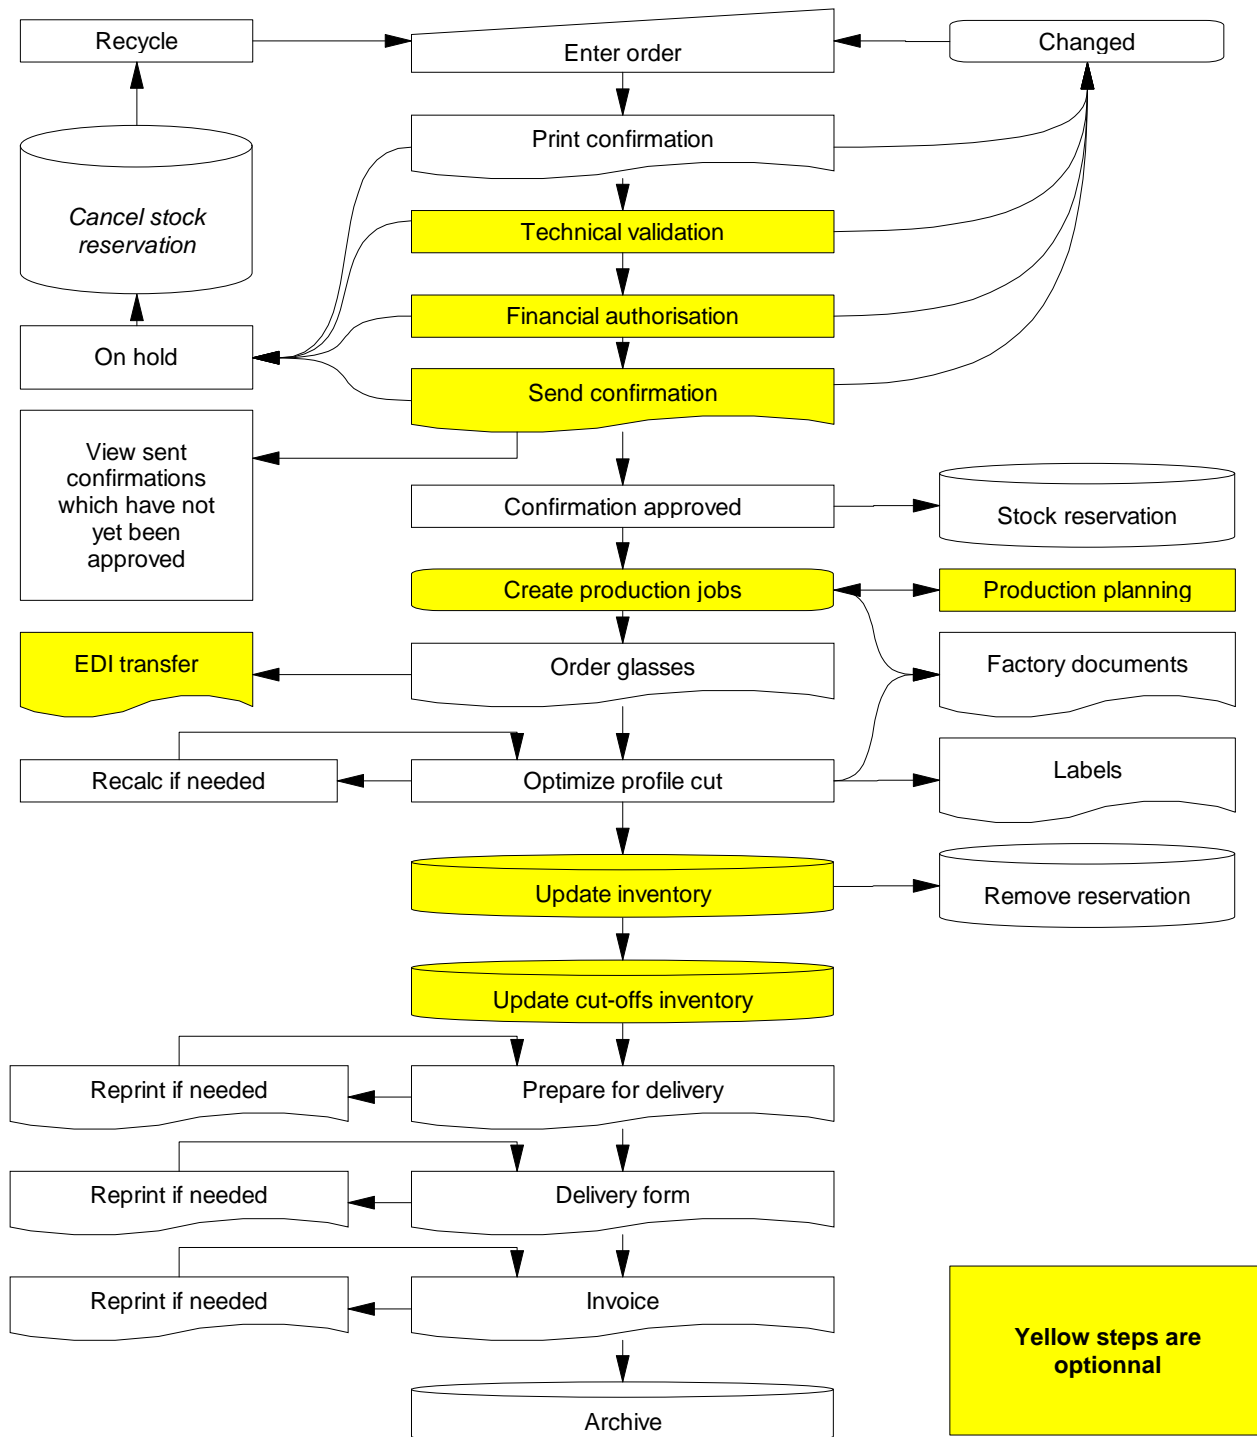 Recycle
Enter order
Changed
Print confirmation
Cancel stock
reservation
Technical validation
Financial authorisation
On hold
Send confirmation
View sent
confirmations
which have not
yet been
approved
Confirmation approved
Stock reservation
Create production jobs
Production planning
EDI transfer
Order glasses
Factory documents
Recalc if needed
Optimize profile cut
Labels
Update inventory
Remove reservation
Update cut-offs inventory
Reprint if needed
Prepare for delivery
Reprint if needed
Delivery form
Reprint if needed
Invoice
Yellow steps are
optionnal
Archive